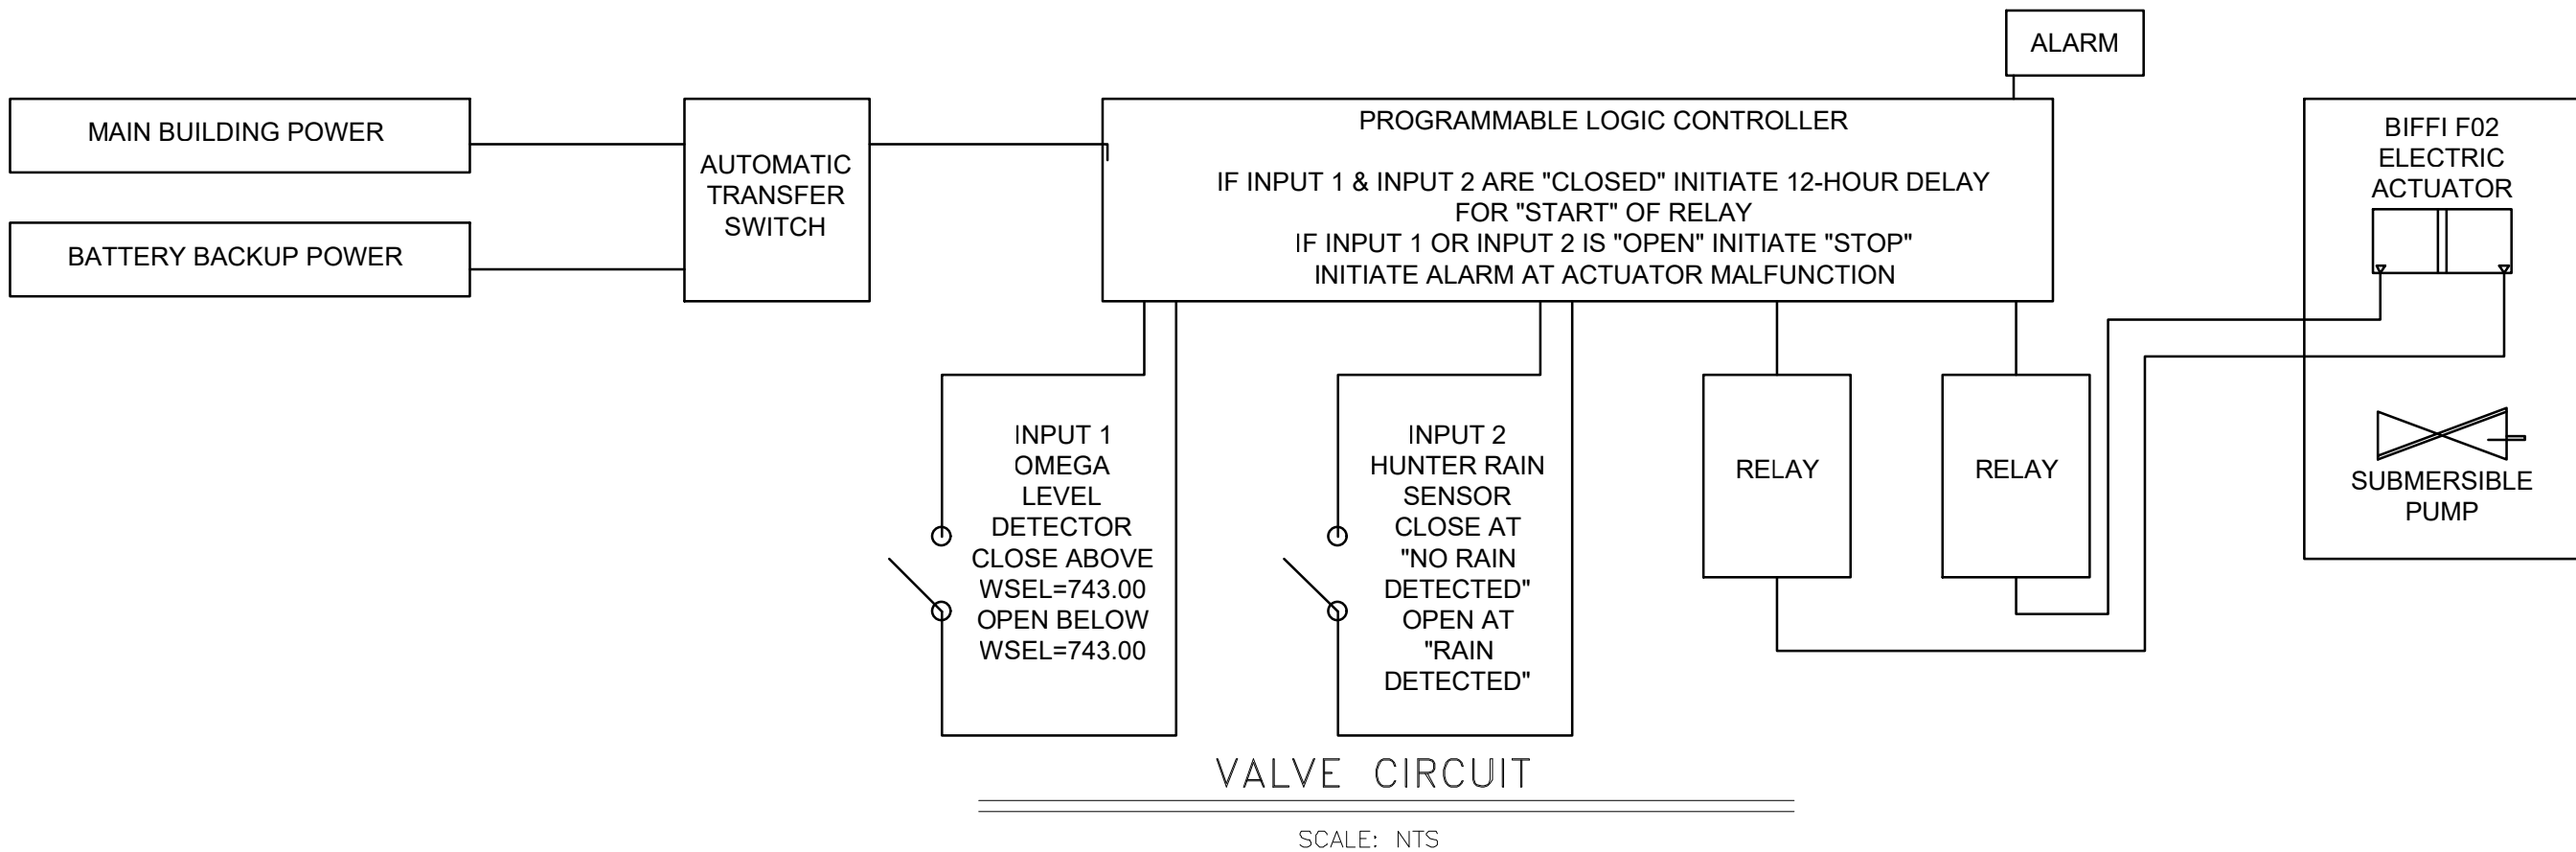 ALARM
MAIN BUILDING POWER
BATTERY BACKUP POWER
AUTOMATIC
TRANSFER
SWITCH
PROGRAMMABLE LOGIC CONTROLLER
IF INPUT 1 & INPUT 2 ARE "CLOSED" INITIATE 12-HOUR DELAY
FOR "START" OF RELAY
IF INPUT 1 OR INPUT 2 IS "OPEN" INITIATE "STOP"
INITIATE ALARM AT ACTUATOR MALFUNCTION
BIFFI F02
ELECTRIC
ACTUATOR
INPUT 1
OMEGA
LEVEL
DETECTOR
CLOSE ABOVE
WSEL=743.00
OPEN BELOW
WSEL=743.00
INPUT 2
HUNTER RAIN
SENSOR
CLOSE AT
"NO RAIN
DETECTED"
OPEN AT
"RAIN
DETECTED"
RELAY
RELAY
SUBMERSIBLE
PUMP
VALVE CIRCUIT
SCALE: NTS